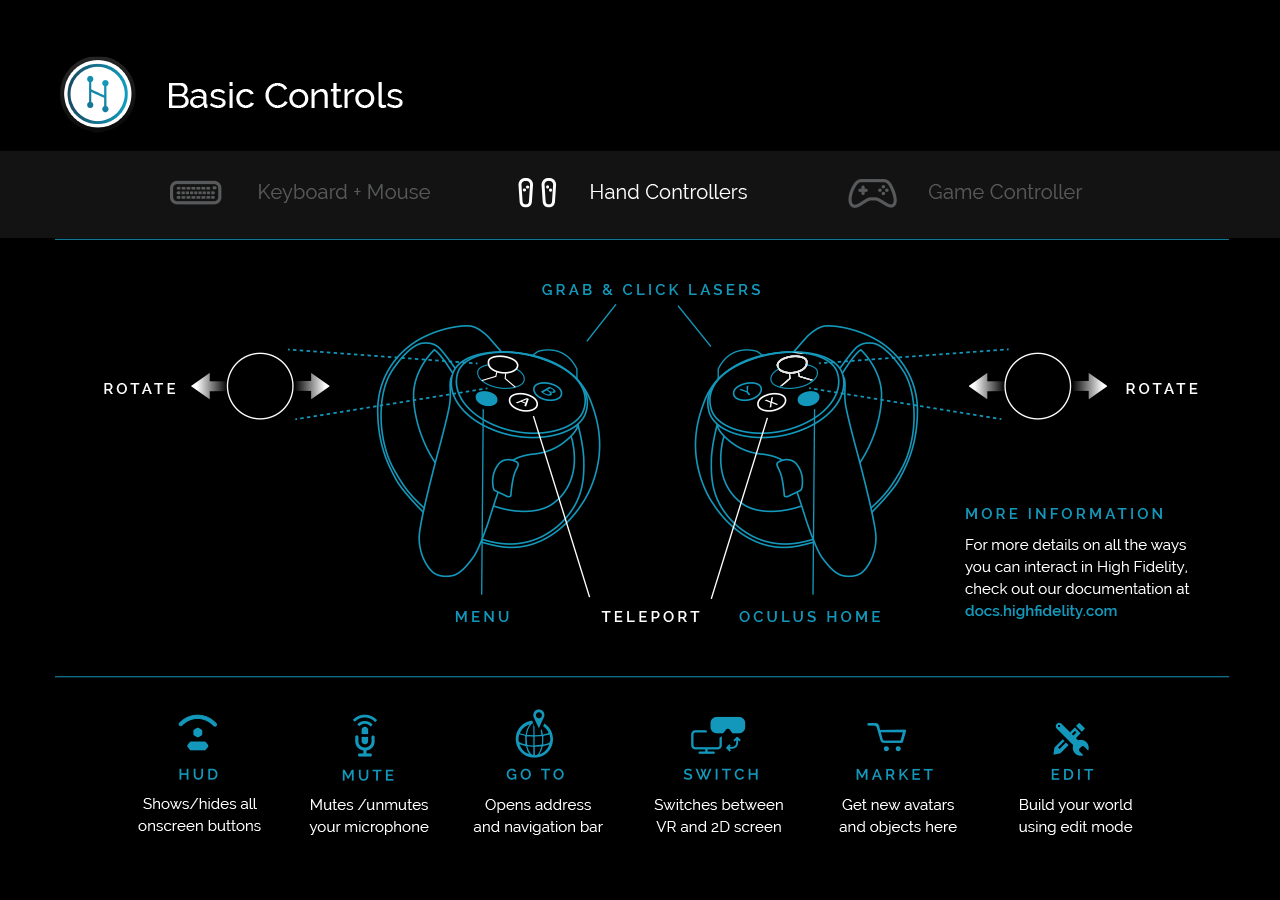 Basic Controls
Keyboard + Mouse
Hand Controllers
Game Controller
GRAB & CLICK LASERS
ROTATE
B
A
Y
X
ROTATE
MENU
TELEPORT
OCULUS HOME
MORE INFORMATION
For more details on all the ways
you can interact in High Fidelity,
check out our documentation at
docs.highfidelity.com
HUD
Shows/hides all
onscreen buttons
MUTE
Mutes /unmutes
your microphone
GO TO
Opens address
and navigation bar
SWITCH
Switches between
VR and 2D screen
MARKET
Get new avatars
and objects here
EDIT
Build your world
using edit mode